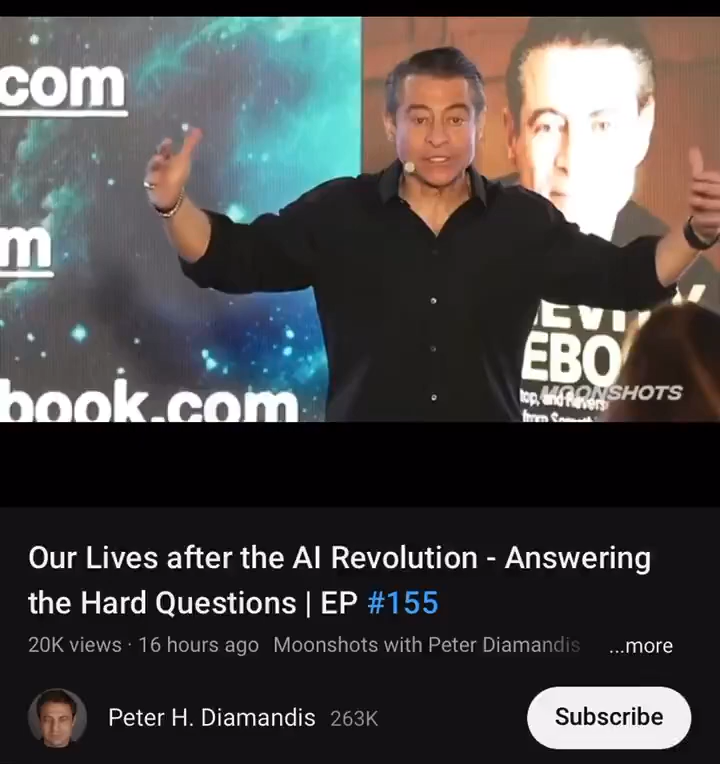 com
m
book.com
EBO
MOONSHOTS
Our Lives after the AI Revolution - Answering
the Hard Questions | EP #155
20K views · 16 hours ago Moonshots with Peter Diamandis ...more
Peter H. Diamandis 263K
Subscribe